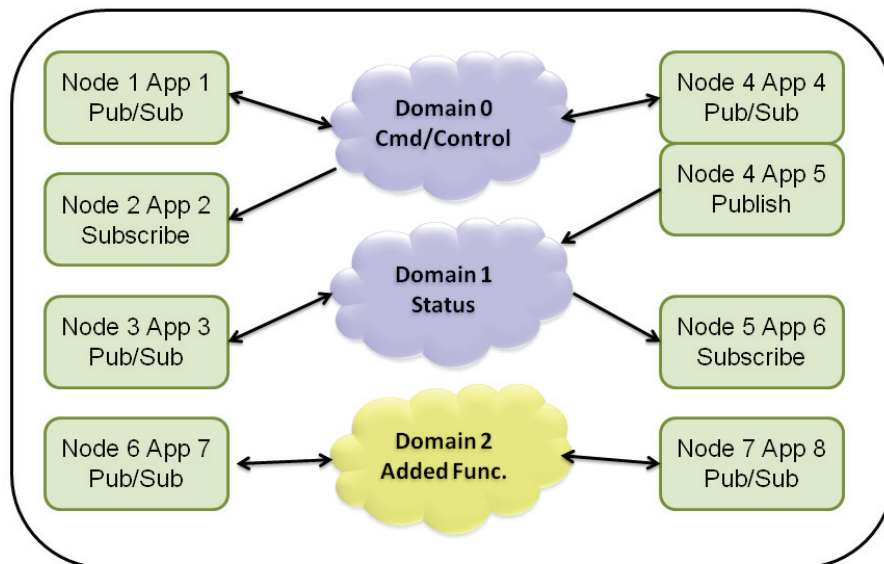 Node 1 App 1
Pub/Sub
Domain 0
Cmd/Control
Node 4 App 4
Pub/Sub
Node 2 App 2
Subscribe
Node 4 App 5
Publish
Domain 1
Status
Node 3 App 3
Pub/Sub
Node 5 App 6
Subscribe
Node 6 App 7
Pub/Sub
Domain 2
Added Func.
Node 7 App 8
Pub/Sub